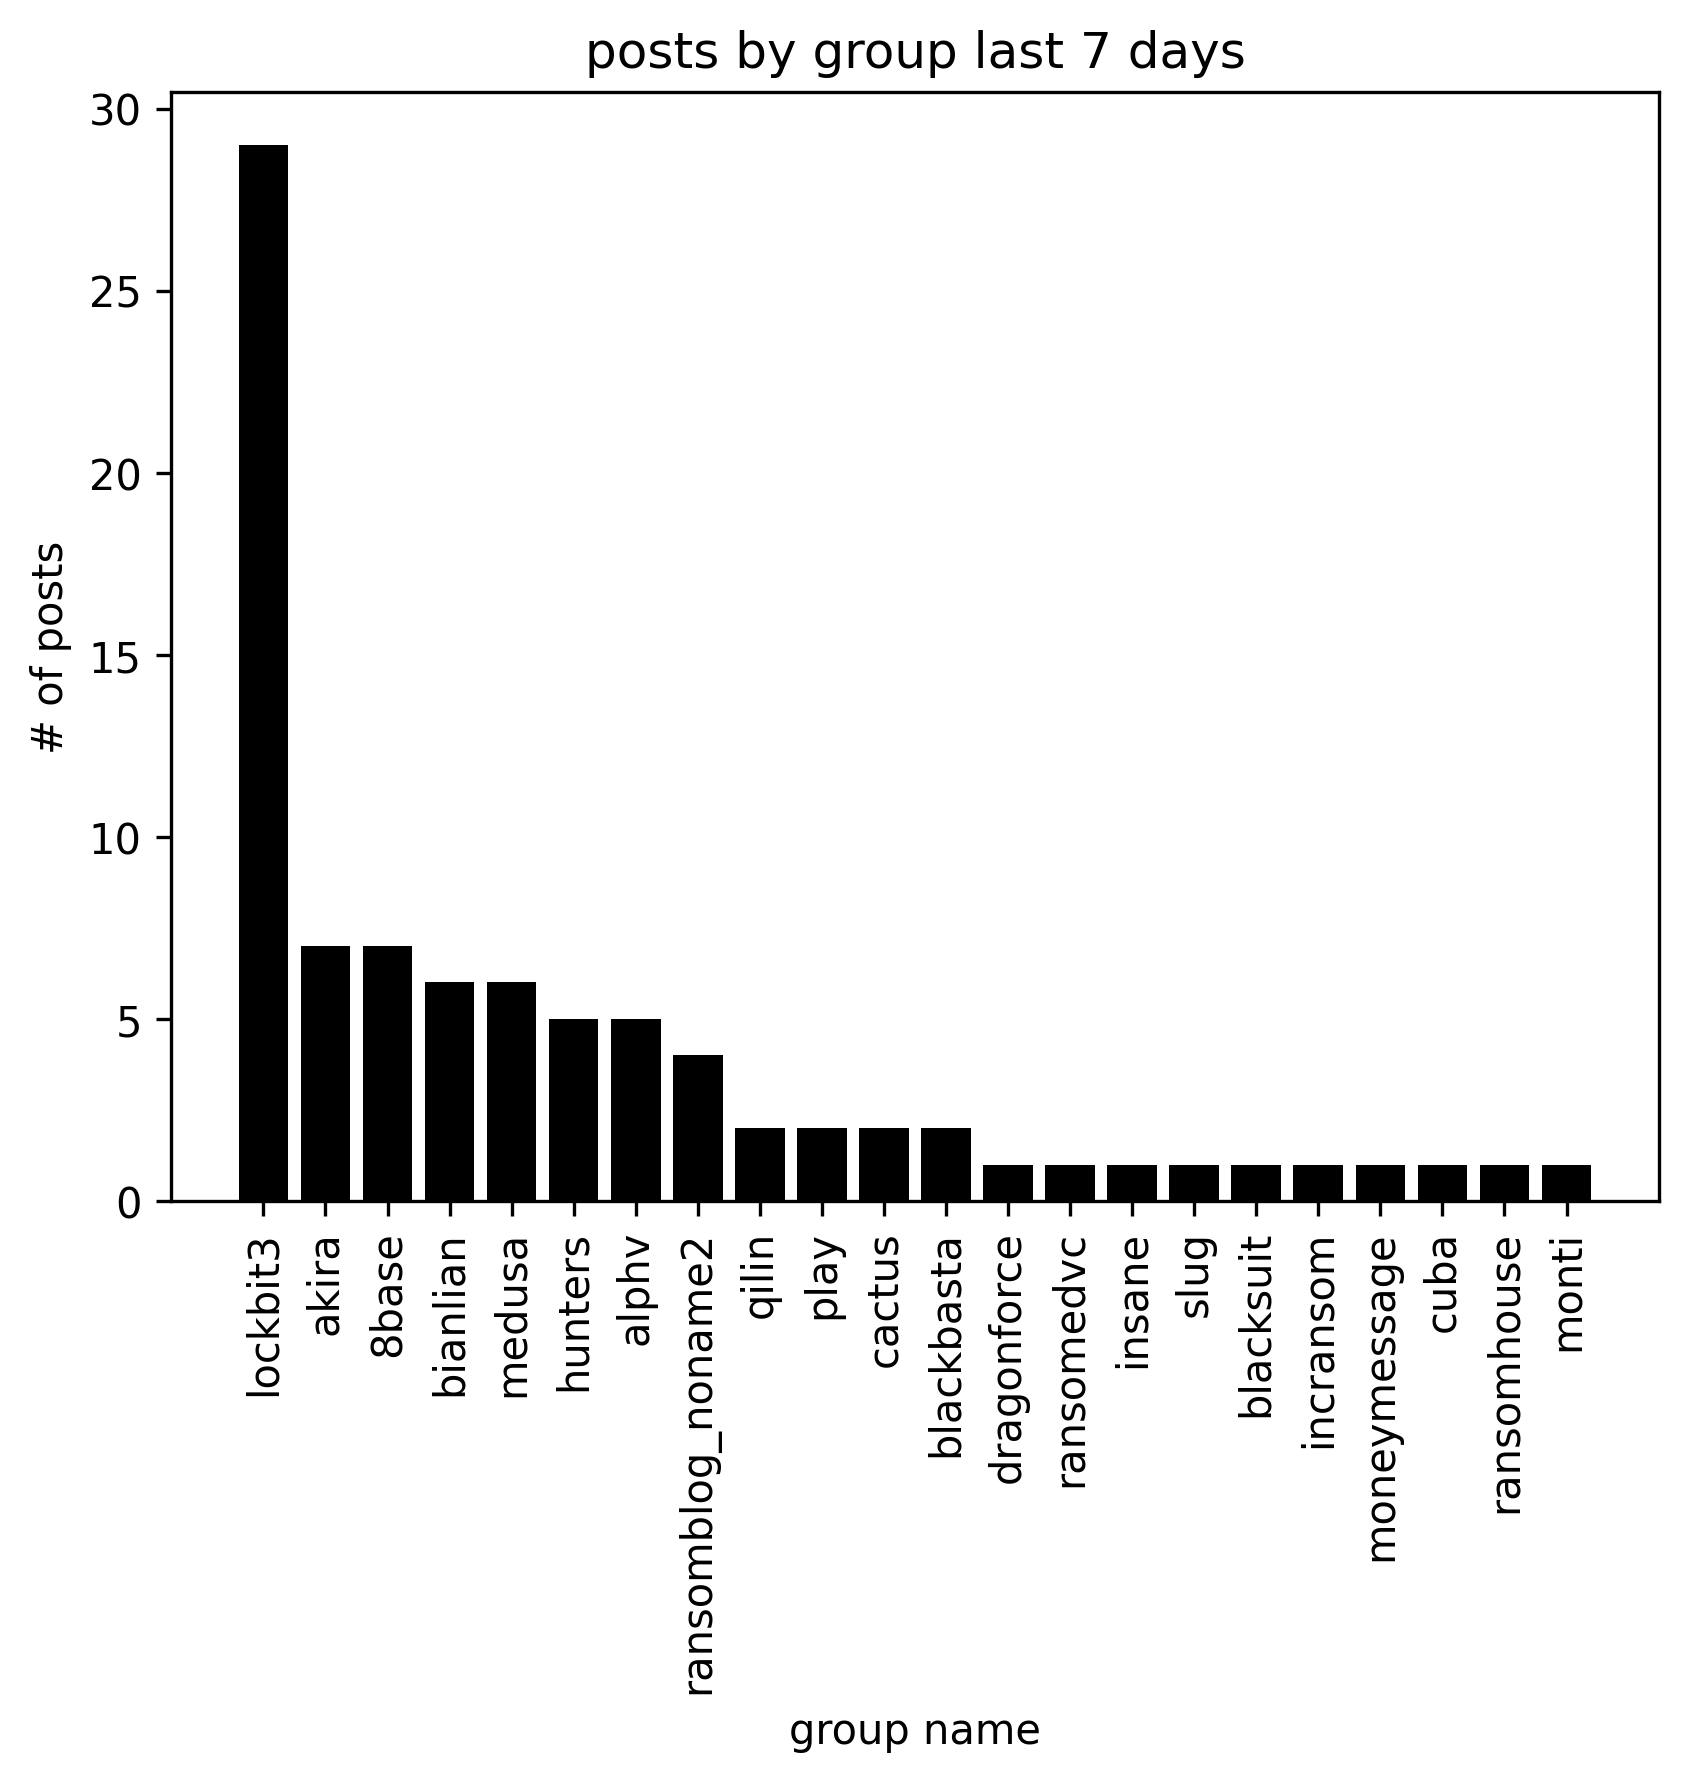 posts by group last 7 days
30
25
20
15
10
5
0
# of posts
lockbit3
akira
8base
bianlian
medusa
hunters
alphv
ransomblog_noname2
qilin
play
cactus
blackbasta
dragonforce
ransomedvc
insane
slug
blacksuit
incransom
moneymessage
cuba
ransomhouse
monti
group name